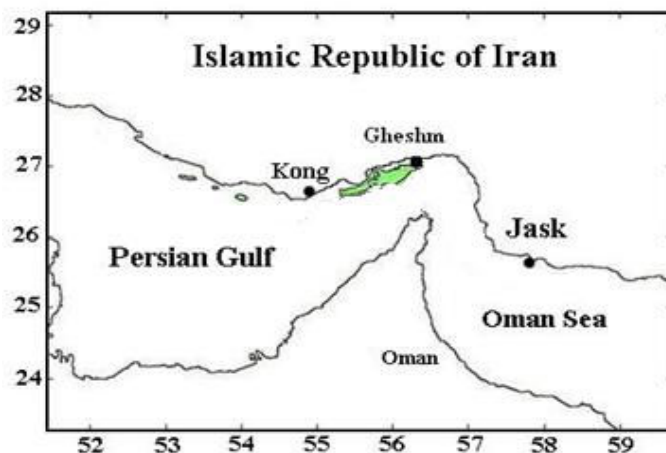 29
Islamic Republic of Iran
28
Gheshm
27
Kong
26
Jask
Persian Gulf
25
Oman Sea
Oman
24
52 53 54 55 56 57 58 59